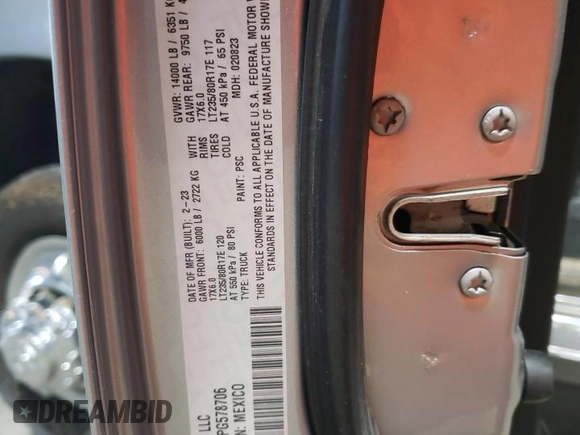 LLC
PG578706
N: MEXICO
DATE OF MFR (BUILT): 2-23
GVWR: 14000 LB / 6351 K
GAWR FRONT: 6000 LB / 2722 KG WITH
GAWR REAR: 9750 LB /
17X6.0 RIMS 17X6.0
LT235/80R17E 120 TIRES LT235/80R17E 117
AT 550 kPa / 80 PSI COLD AT 450 kPa / 65 PSI
TYPE: TRUCK PAINT: PSC MDH: 020823
THIS VEHICLE CONFORMS TO ALL APPLICABLE U.S.A. FEDERAL MOTOR
STANDARDS IN EFFECT ON THE DATE OF MANUFACTURE SHOW
DREAMBID